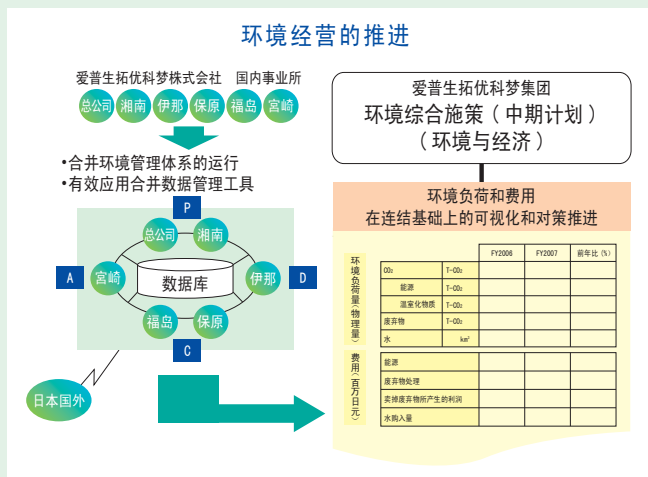 环境经营的推进
爱普生拓优科梦株式会社 国内事业所
总公司 湘南 伊那 保原 福岛 宫崎
•合并环境管理体系的运行
•有效应用合并数据管理工具
P
总公司 湘南
A 宫崎 数据库 伊那 D
福岛 保原
C
日本国外
爱普生拓优科梦集团
环境综合施策(中期计划)
(环境与经济)
环境负荷和费用
在连结基础上的可视化和对策推进
FY2006 FY2007 前年比(%)
环境负荷量(物理量)
CO₂ T-CO₂
能源 T-CO₂
温室化物质 T-CO₂
废弃物 T-CO₂
水 km³
费用(百万日元)
能源
废弃物处理
卖掉废弃物所产生的利润
水购入量